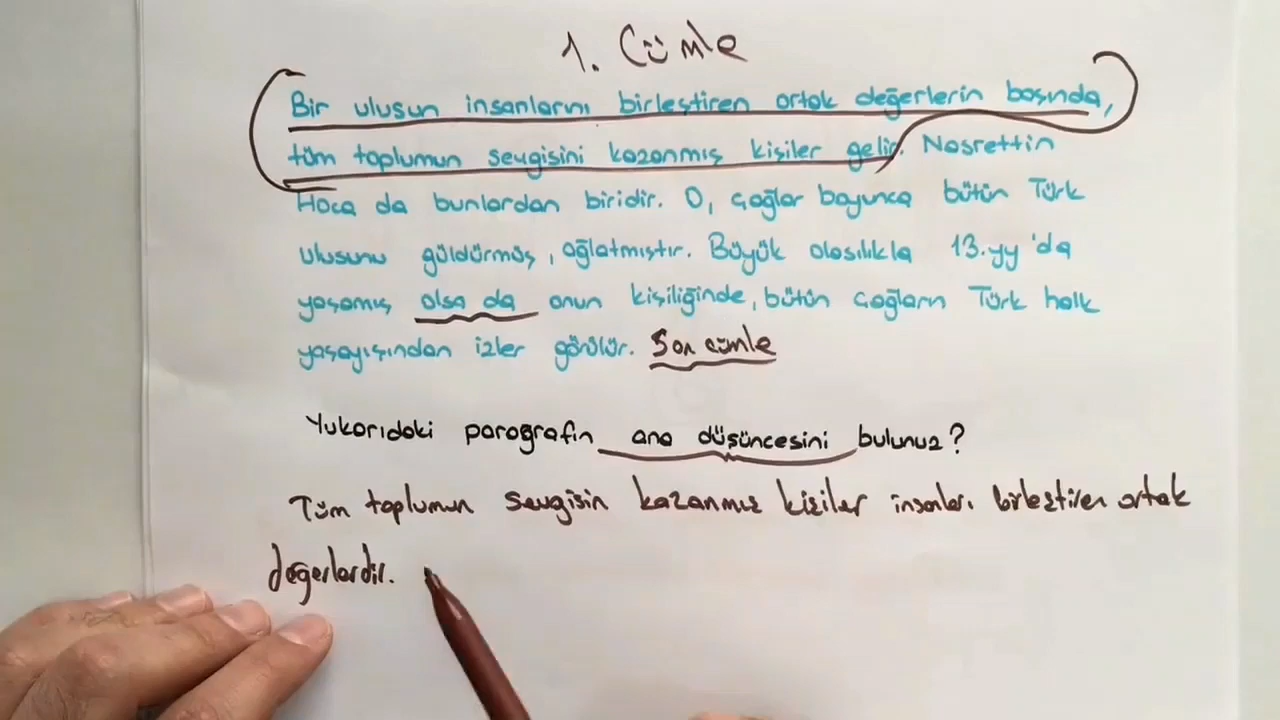 1. Cümle
Bir ulusun insanlarını birleştiren ortak değerlerin başında,
tüm toplumun sevgisini kazanmış kişiler gelir. Nasrettin
Hoca da bunlardan biridir. O, çağlar boyunca bütün Türk
ulusunu güldürmüş, ağlatmıştır. Büyük olasılıkla 13.yy'da
yaşamış olsa da onun kişiliğinde, bütün çağların Türk halk
yaşayışından izler görülür. Son cümle
Yukarıdaki paragrafın ana düşüncesini bulunuz?
Tüm toplumun sevgisin kazanmış kişiler insanları birleştiren ortak
değerlerdir.